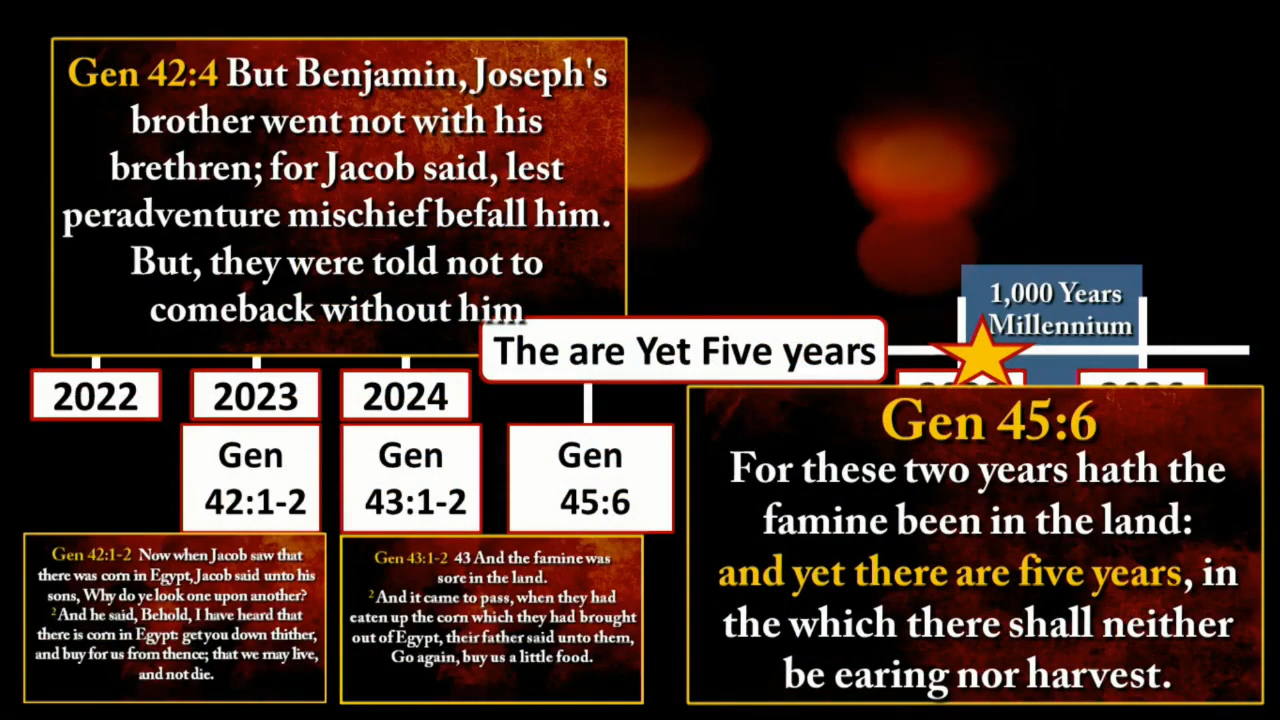 Gen 42:4 But Benjamin, Joseph's
brother went not with his
brethren; for Jacob said, lest
peradventure mischief befall him.
But, they were told not to
comeback without him
1,000 Years
Millennium
The are Yet Five years
2022
2023
2024
Gen
42:1-2
Gen
43:1-2
Gen
45:6
Gen 42:1-2 Now when Jacob saw that
there was corn in Egypt, Jacob said unto his
sons, Why do ye look one upon another?
2 And he said, Behold, I have heard that
there is corn in Egypt: get you down thither,
and buy for us from thence; that we may live,
and not die.
Gen 43:1-2 43 And the famine was
sore in the land.
2 And it came to pass, when they had
eaten up the corn which they had brought
out of Egypt, their father said unto them,
Go again, buy us a little food.
Gen 45:6
For these two years hath the
famine been in the land:
and yet there are five years, in
the which there shall neither
be earing nor harvest.